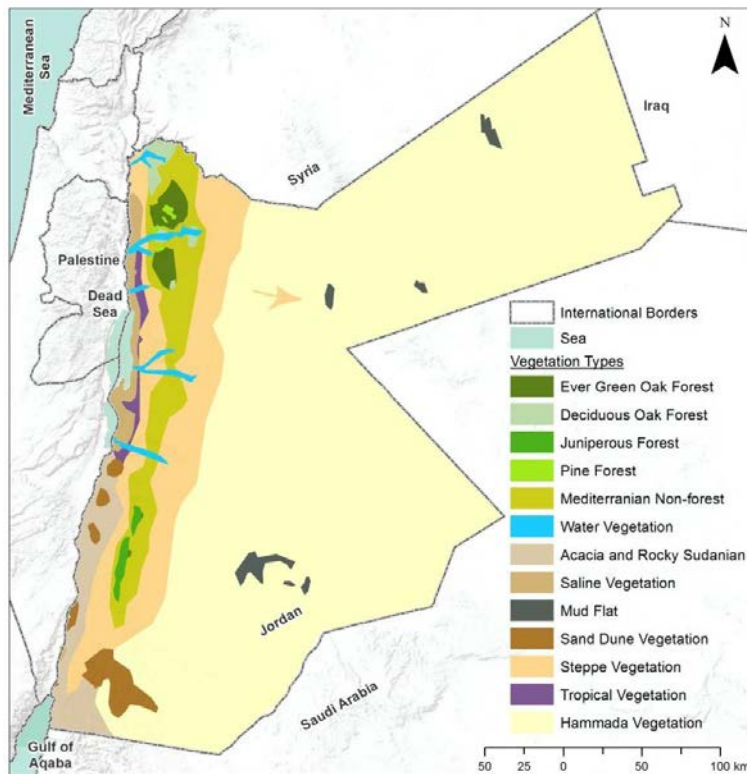 N
Mediterranean
Sea
Iraq
Syria
Palestine
Dead
Sea
International Borders
Sea
Vegetation Types
Ever Green Oak Forest
Deciduous Oak Forest
Juniperous Forest
Pine Forest
Mediterranian Non-forest
Water Vegetation
Acacia and Rocky Sudanian
Saline Vegetation
Mud Flat
Sand Dune Vegetation
Steppe Vegetation
Tropical Vegetation
Hammada Vegetation
Jordan
Saudi Arabia
Gulf of
Aqaba
50 25 0 50 100 km